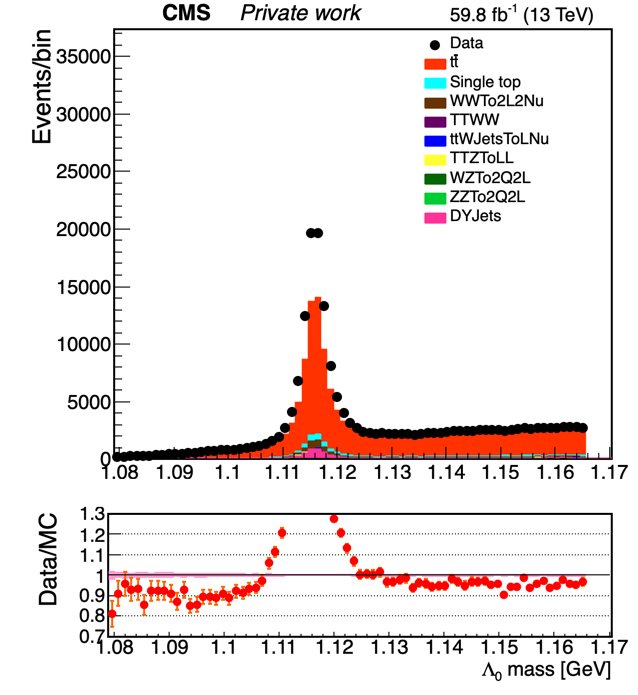 CMS Private work 59.8 fb⁻¹ (13 TeV)
Events/bin
35000
30000
25000
20000
15000
10000
5000
0
Data
tt̄
Single top
WWTo2L2Nu
TTWW
ttWJetsToLNu
TTZToLL
WZTo2Q2L
ZZTo2Q2L
DYJets
1.08 1.09 1.1 1.11 1.12 1.13 1.14 1.15 1.16 1.17
Data/MC
1.3
1.2
1.1
1
0.9
0.8
0.7
1.08 1.09 1.1 1.11 1.12 1.13 1.14 1.15 1.16 1.17
Λ₀ mass [GeV]